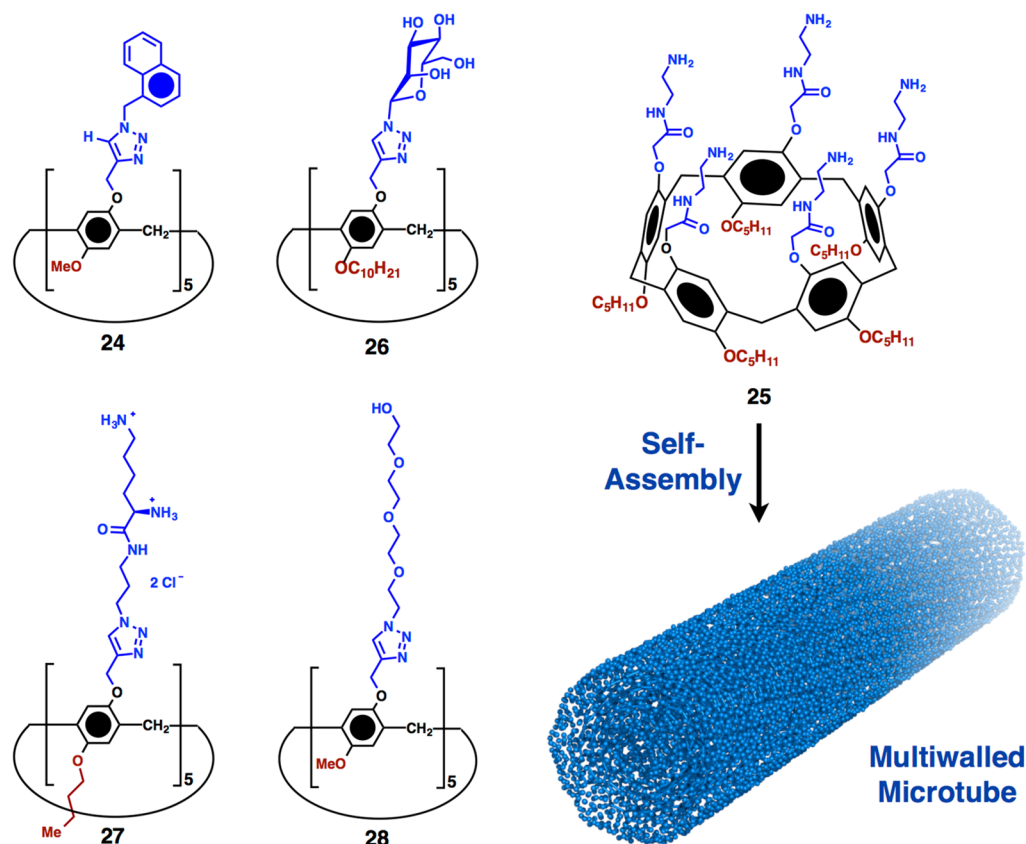 H
N
N
N
O
MeO
CH2
5
24
HO
OH
OH
OH
O
N
N
N
O
OC10H21
CH2
5
26
NH2
NH2
NH2
NH2
NH2
HN
O
O
HN
O
O
HN
O
O
HN
O
O
HN
O
O
OC5H11
C5H11O
C5H11O
OC5H11
OC5H11
25
Self-
Assembly
H3N+
+
NH3
O
NH
2 Cl−
N
N
N
O
CH2
O
Me
5
27
HO
O
O
O
N
N
N
O
CH2
MeO
5
28
Multiwalled
Microtube